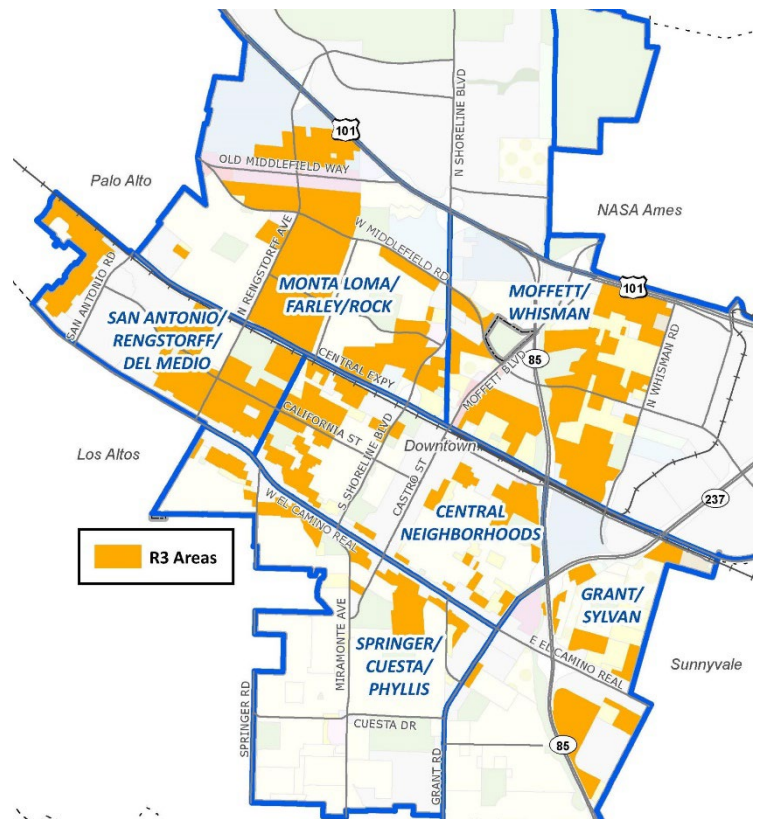 N SHORELINE BLVD
101
OLD MIDDLEFIELD WAY
Palo Alto
NASA Ames
W MIDDLEFIELD RD
N RENGSTORFF AVE
SAN ANTONIO RD
MONTA LOMA/
FARLEY/ROCK
MOFFETT/
WHISMAN
101
SAN ANTONIO/
RENGSTORFF/
DEL MEDIO
CENTRAL EXPY
85
MOFFETT BLVD
N WHISMAN RD
CALIFORNIA ST
S SHORELINE BLVD
Downtown
Los Altos
CASTRO ST
237
W EL CAMINO REAL
CENTRAL
NEIGHBORHOODS
R3 Areas
GRANT/
SYLVAN
MIRAMONTE AVE
SPRINGER/
CUESTA/
PHYLLIS
E EL CAMINO REAL
Sunnyvale
SPRINGER RD
CUESTA DR
GRANT RD
85